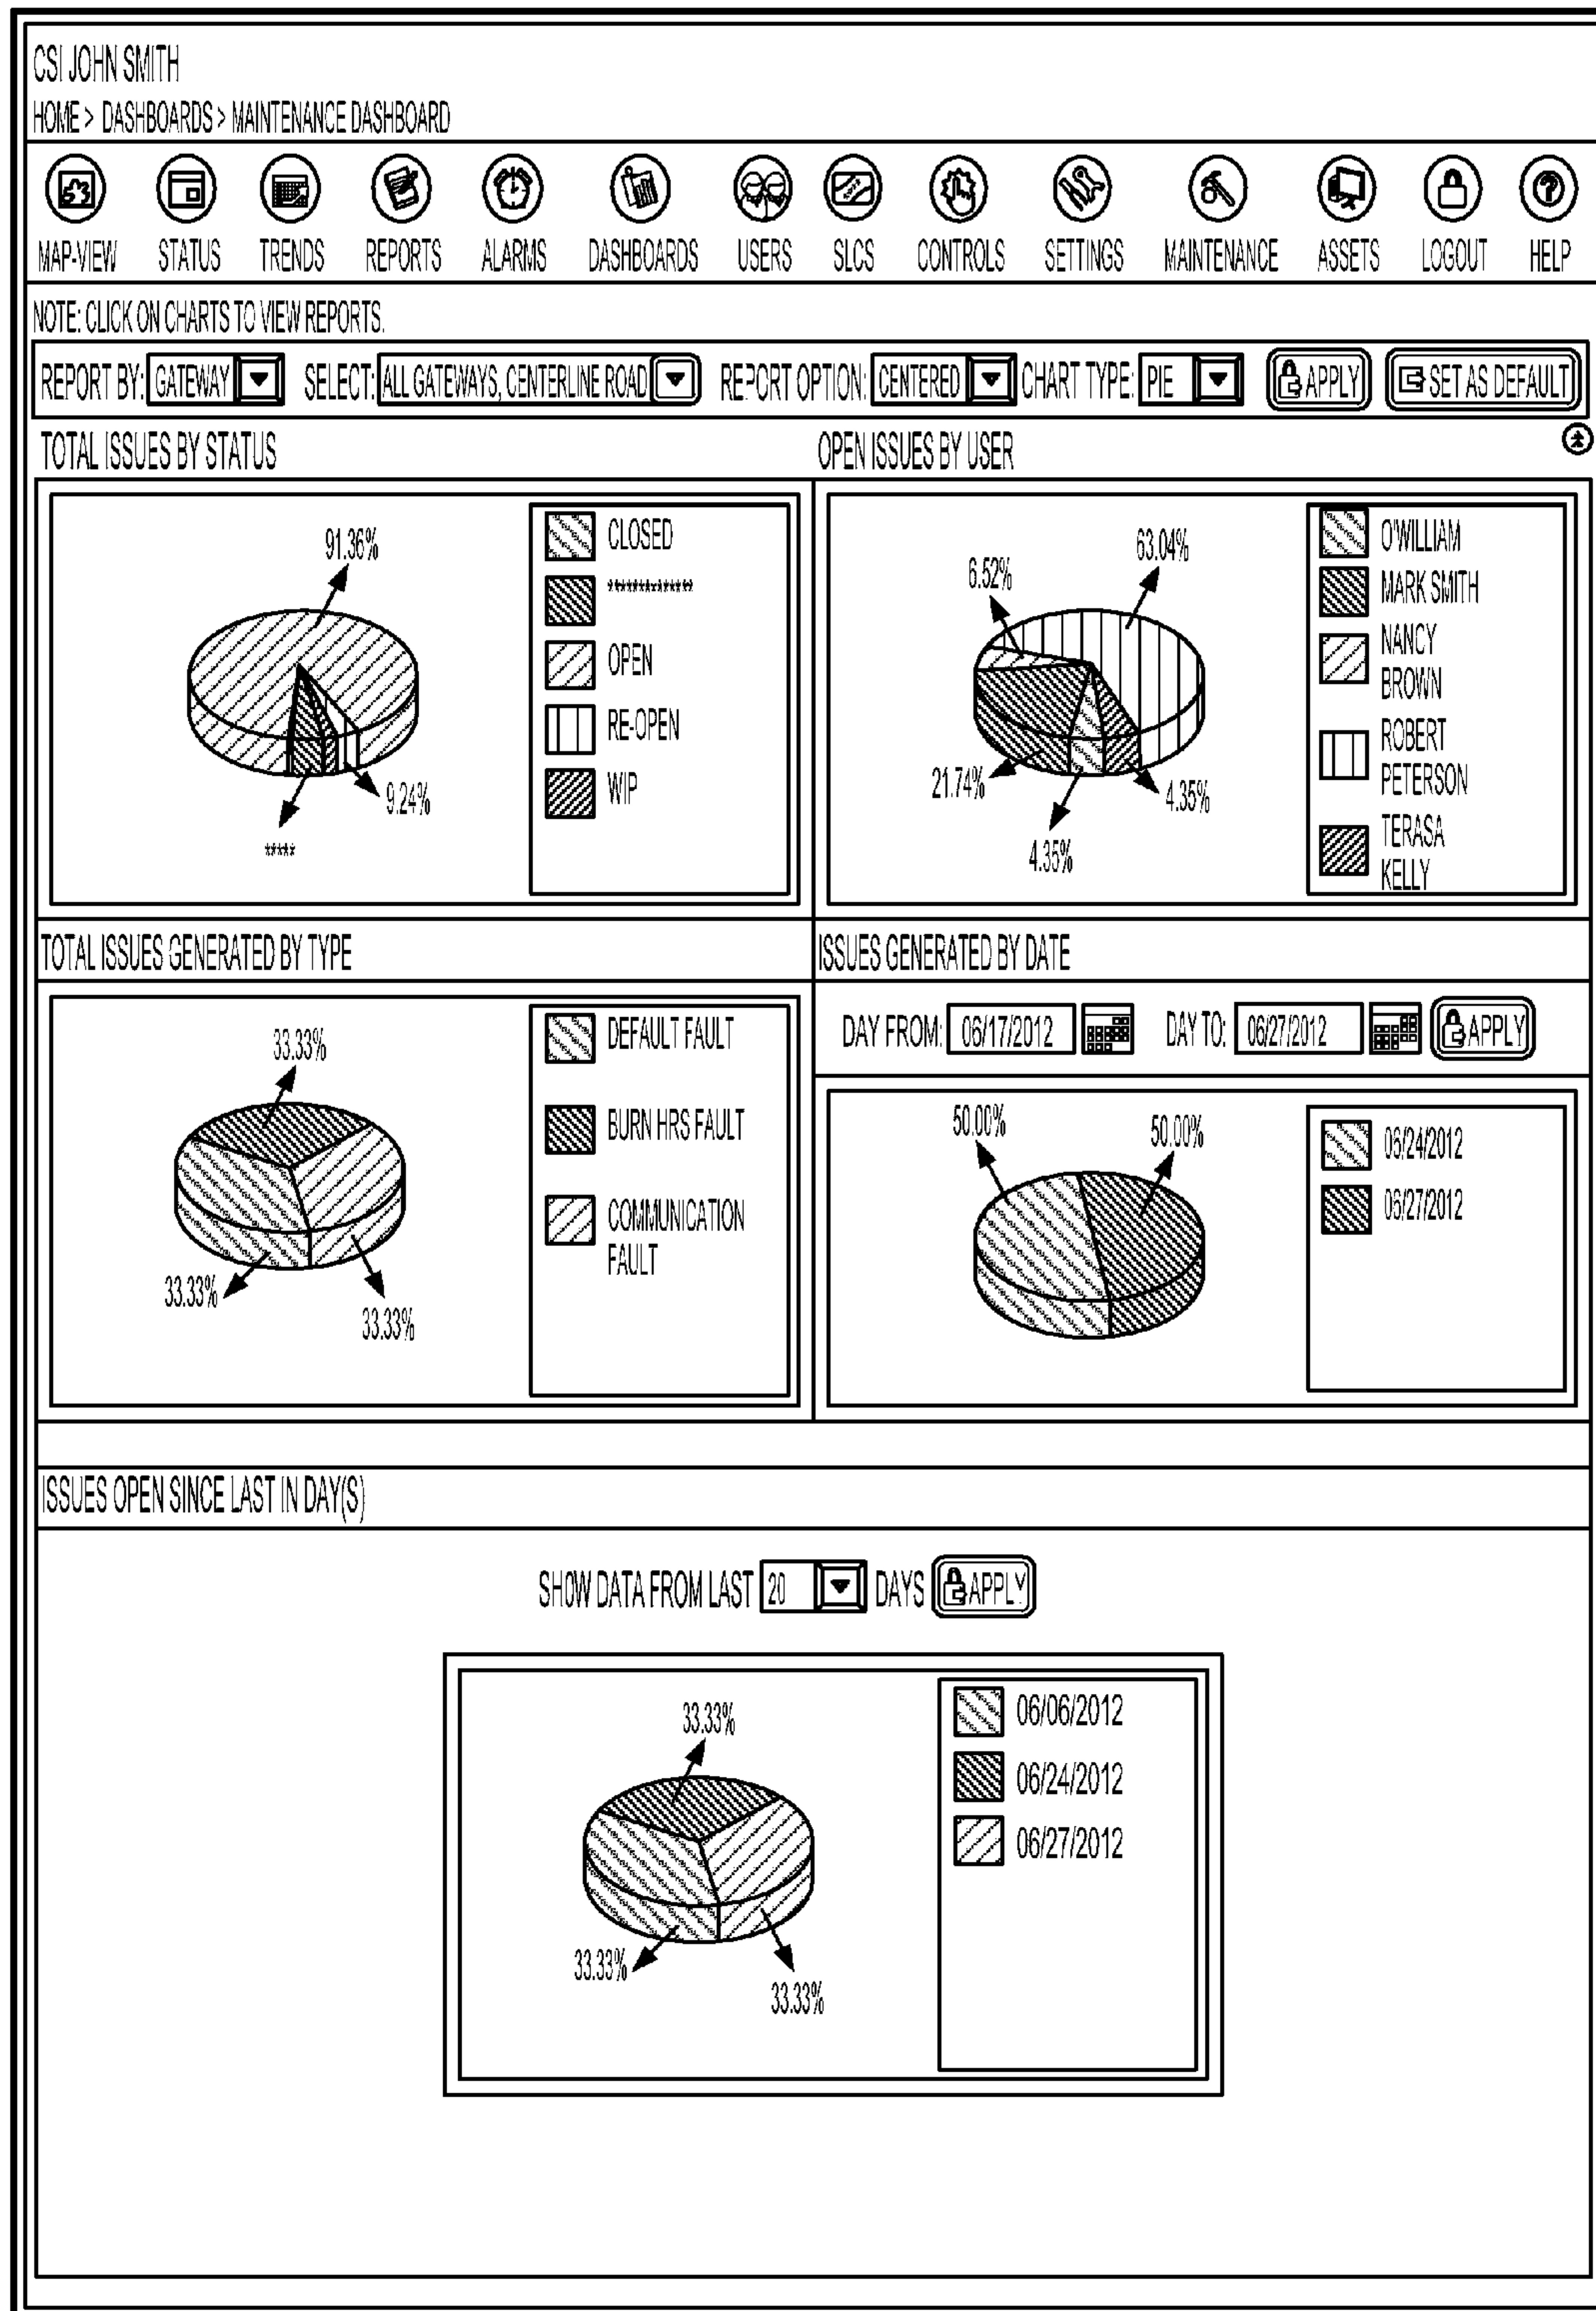 CSI JOHN SMITH
HOME > DASHBOARDS > MAINTENANCE DASHBOARD
MAP-VIEW STATUS TRENDS REPORTS ALARMS DASHBOARDS USERS SLCS CONTROLS SETTINGS MAINTENANCE ASSETS LOGOUT HELP
NOTE: CLICK ON CHARTS TO VIEW REPORTS.
REPORT BY: GATEWAY SELECT: ALL GATEWAYS, CENTERLINE ROAD REPORT OPTION: CENTERED CHART TYPE: PIE APPLY SET AS DEFAULT
TOTAL ISSUES BY STATUS
91.36%
9.24%
*****
CLOSED
*************
OPEN
RE-OPEN
WIP
OPEN ISSUES BY USER
63.04%
6.52%
21.74%
4.35%
4.35%
O'WILLIAM
MARK SMITH
NANCY
BROWN
ROBERT
PETERSON
TERASA
KELLY
TOTAL ISSUES GENERATED BY TYPE
33.33%
33.33%
33.33%
DEFAULT FAULT
BURN HRS FAULT
COMMUNICATION
FAULT
ISSUES GENERATED BY DATE
DAY FROM: 06/17/2012 DAY TO: 06/27/2012 APPLY
50.00%
50.00%
06/24/2012
06/27/2012
ISSUES OPEN SINCE LAST IN DAY(S)
SHOW DATA FROM LAST 20 DAYS APPLY
33.33%
33.33%
33.33%
06/06/2012
06/24/2012
06/27/2012